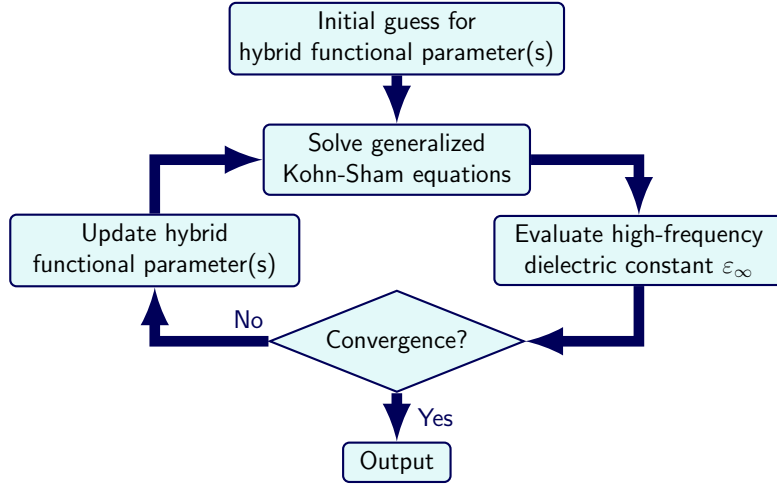 Initial guess for
hybrid functional parameter(s)
Solve generalized
Kohn-Sham equations
Update hybrid
functional parameter(s)
Evaluate high-frequency
dielectric constant ε∞
No
Convergence?
Yes
Output